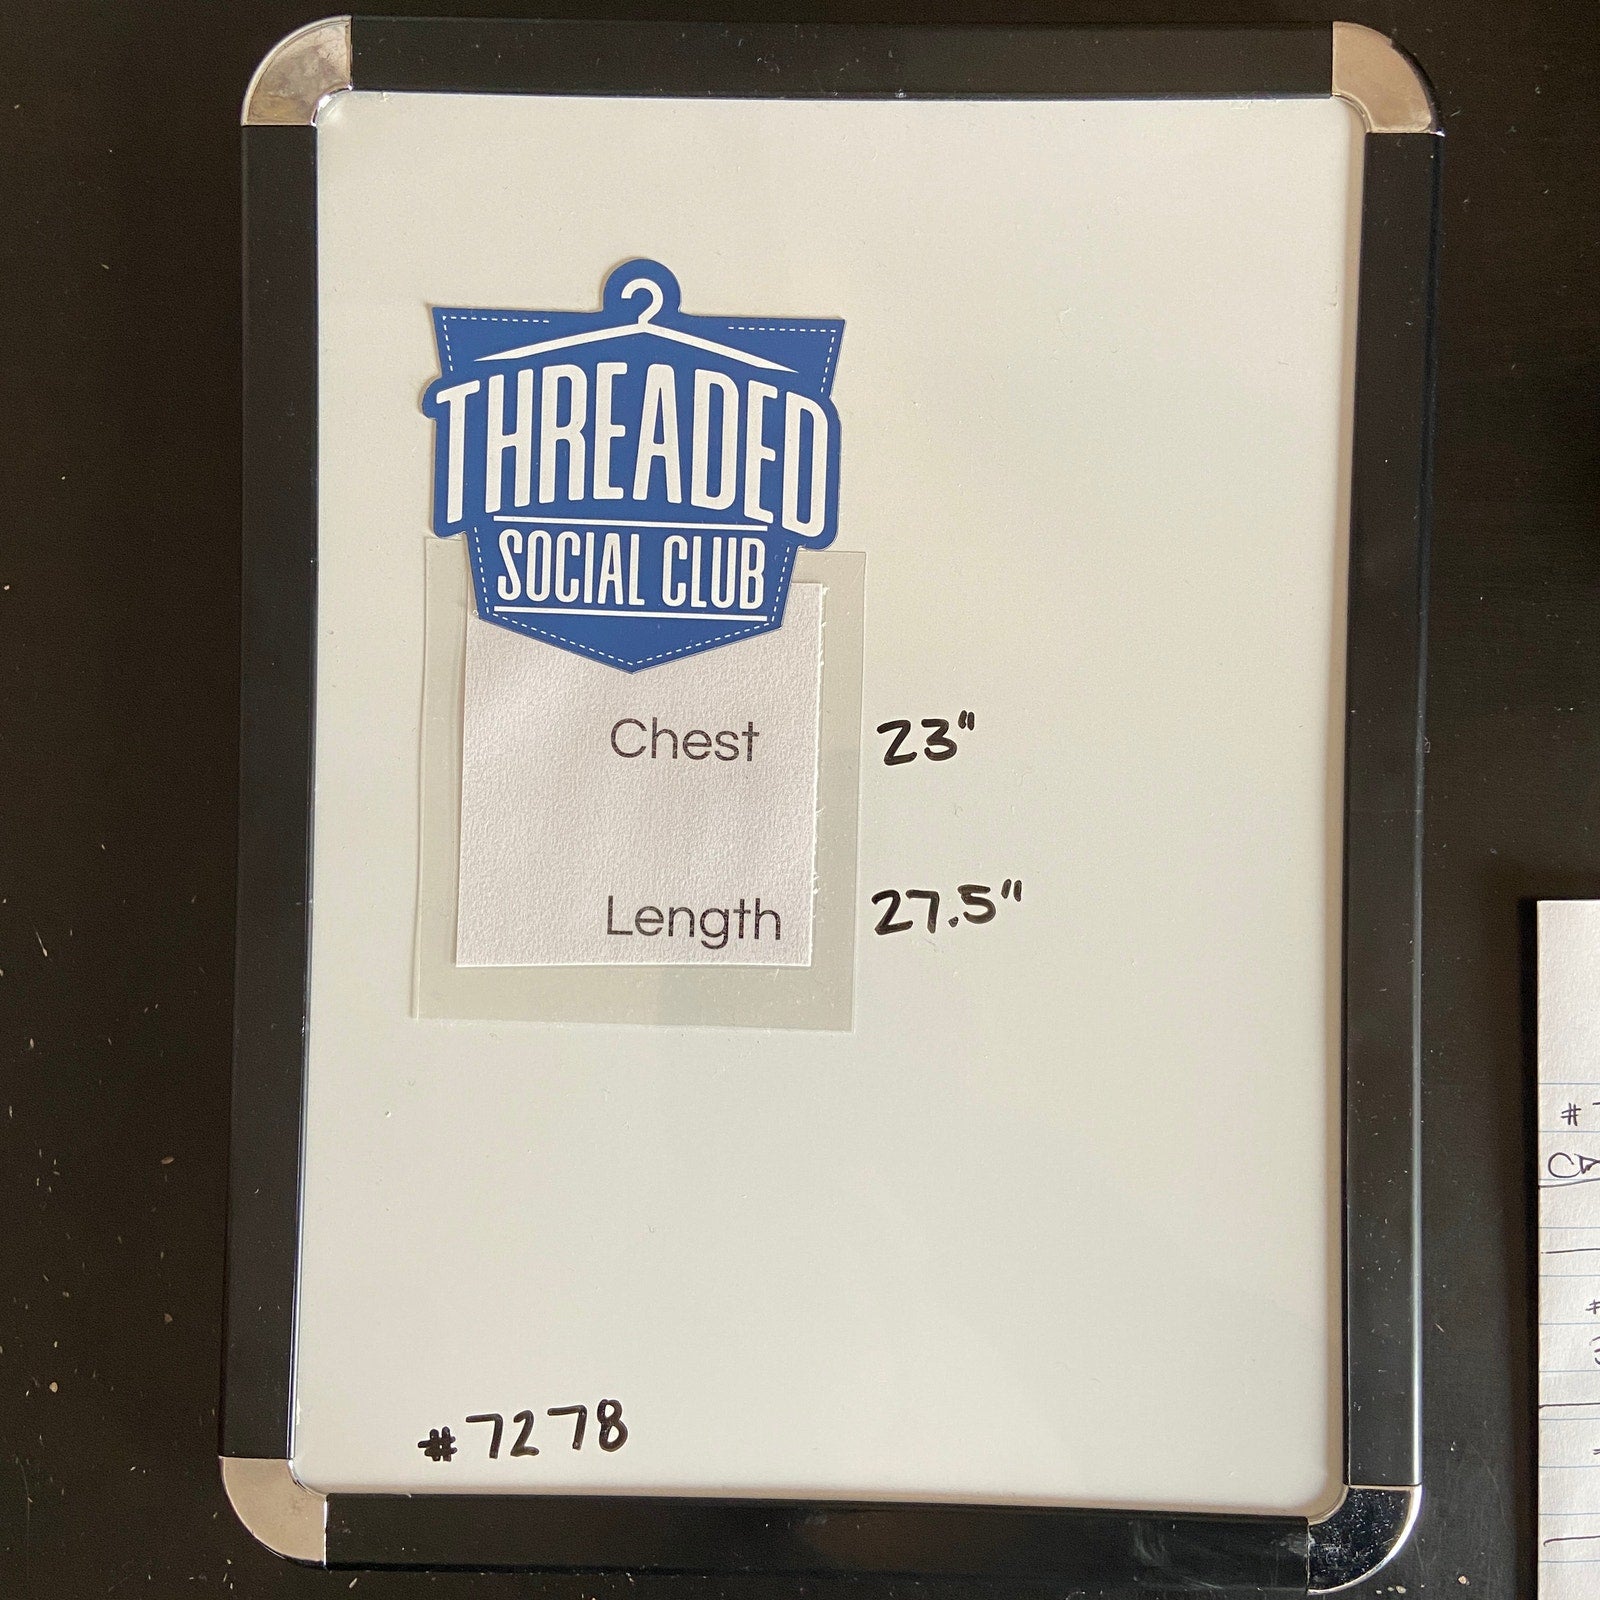 THREADED
SOCIAL CLUB
Chest 23"
Length 27.5"
#7278